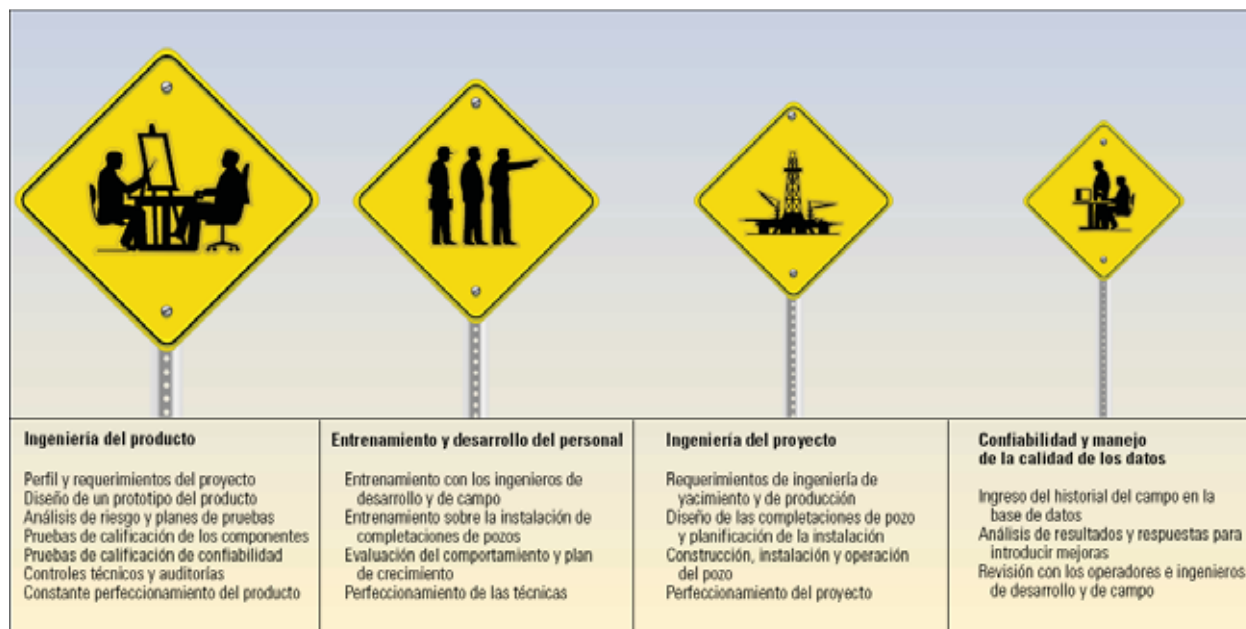 Ingeniería del producto
Perfil y requerimientos del proyecto
Diseño de un prototipo del producto
Análisis de riesgo y planes de pruebas
Pruebas de calificación de los componentes
Pruebas de calificación de confiabilidad
Controles técnicos y auditorías
Constante perfeccionamiento del producto
Entrenamiento y desarrollo del personal
Entrenamiento con los ingenieros de
desarrollo y de campo
Entrenamiento sobre la instalación de
completaciones de pozos
Evaluación del comportamiento y plan
de crecimiento
Perfeccionamiento de las técnicas
Ingeniería del proyecto
Requerimientos de ingeniería de
yacimiento y de producción
Diseño de las completaciones de pozo
y planificación de la instalación
Construcción, instalación y operación
del pozo
Perfeccionamiento del proyecto
Confiabilidad y manejo
de la calidad de los datos
Ingreso del historial del campo en la
base de datos
Análisis de resultados y respuestas para
introducir mejoras
Revisión con los operadores e ingenieros
de desarrollo y de campo